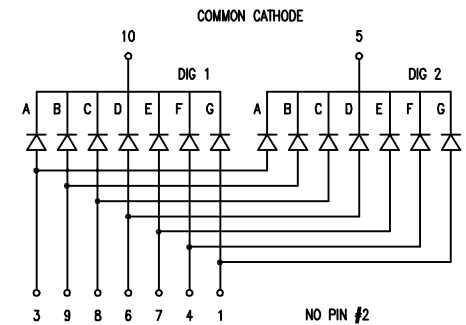 COMMON CATHODE
10 5
DIG 1 DIG 2
A B C D E F G A B C D E F G
3 9 8 6 7 4 1 NO PIN #2